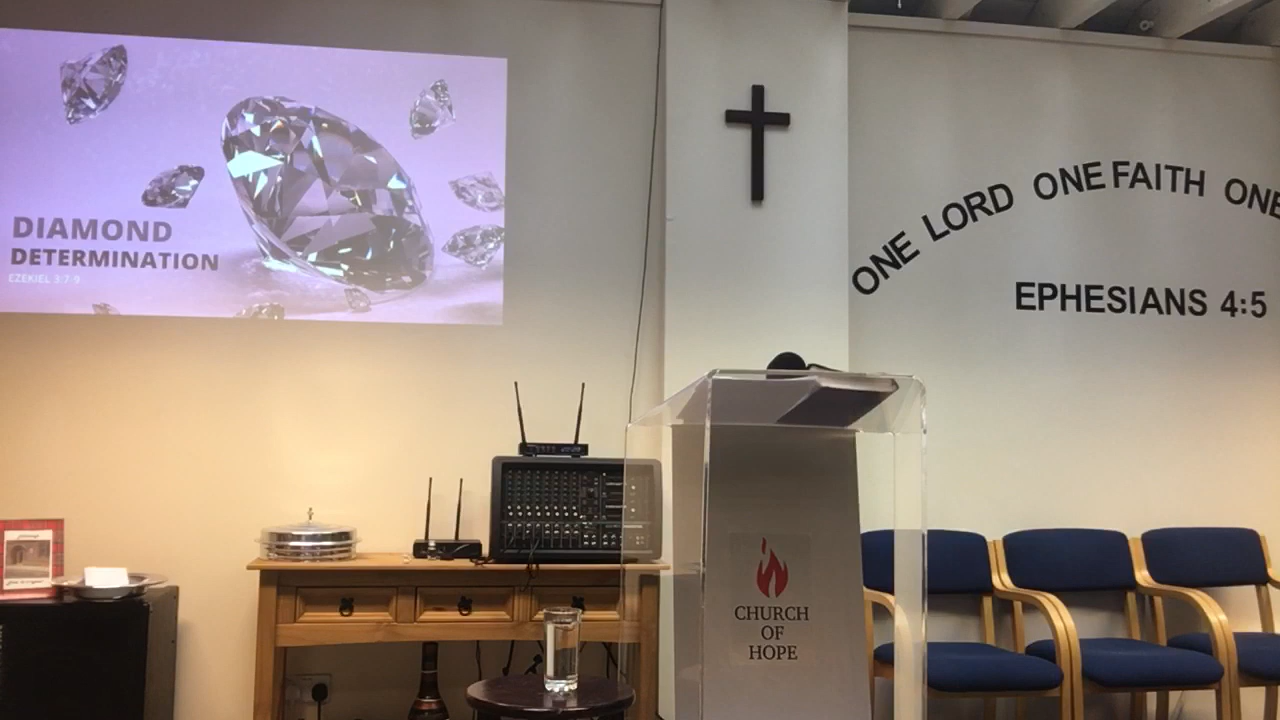 DIAMOND
DETERMINATION
EZEKIEL 3:7-9
ONE LORD ONE FAITH ONE
EPHESIANS 4:5
CHURCH
OF
HOPE